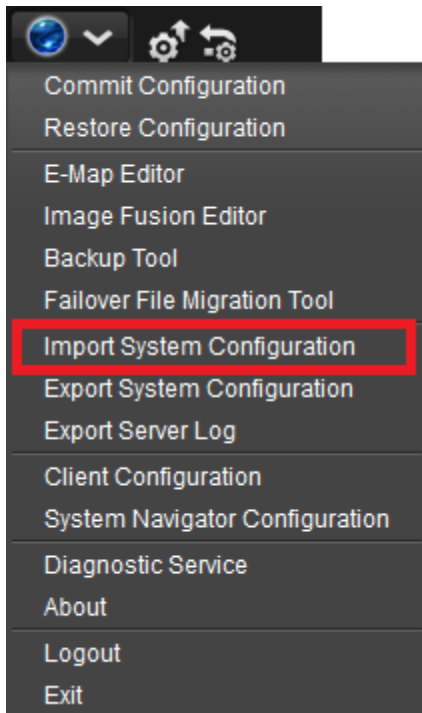 Commit Configuration
Restore Configuration
E-Map Editor
Image Fusion Editor
Backup Tool
Failover File Migration Tool
Import System Configuration
Export System Configuration
Export Server Log
Client Configuration
System Navigator Configuration
Diagnostic Service
About
Logout
Exit